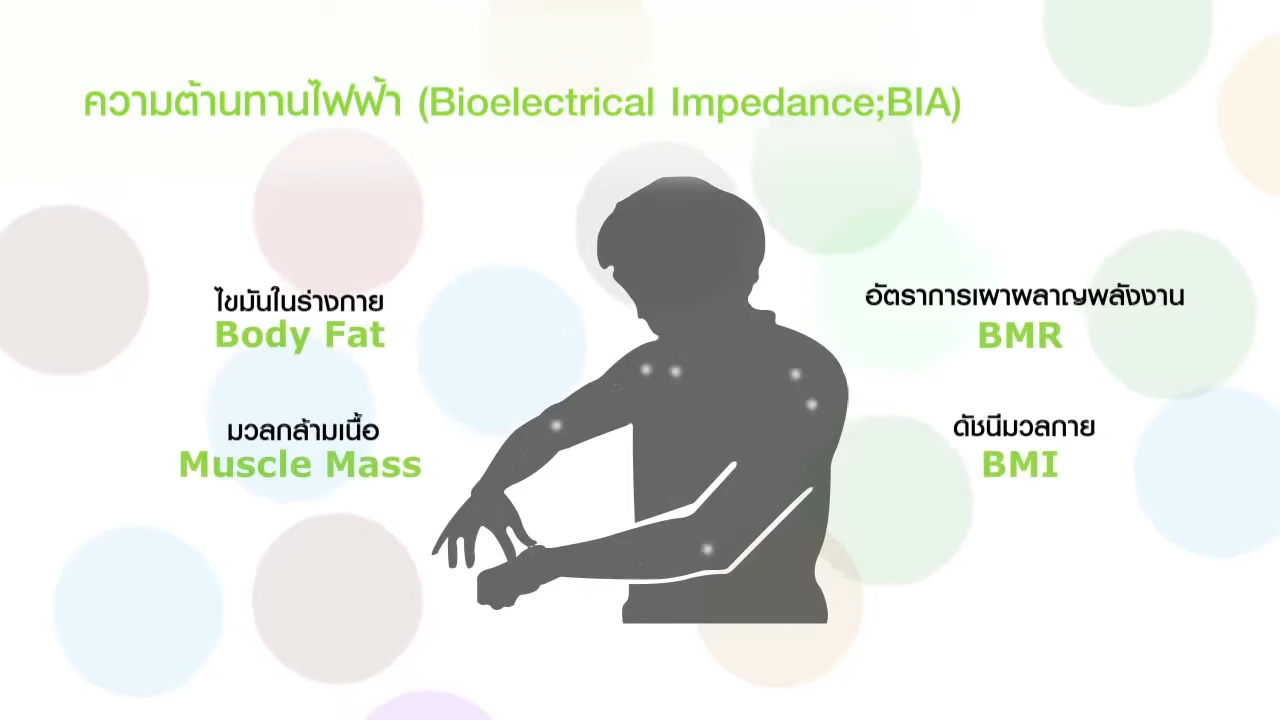 ความต้านทานไฟฟ้า (Bioelectrical Impedance;BIA)
ไขมันในร่างกาย
Body Fat
มวลกล้ามเนื้อ
Muscle Mass
อัตราการเผาผลาญพลังงาน
BMR
ดัชนีมวลกาย
BMI